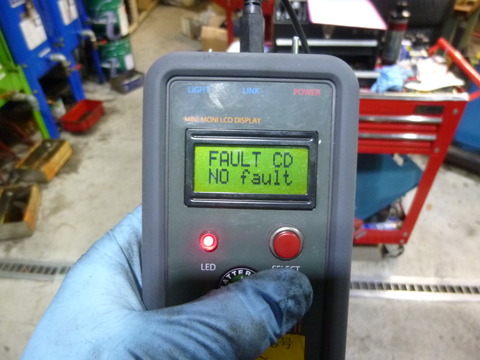 LIGHT LINK POWER
MINI MONI LCD DISPLAY
FAULT CD
NO fault
LED SELECT